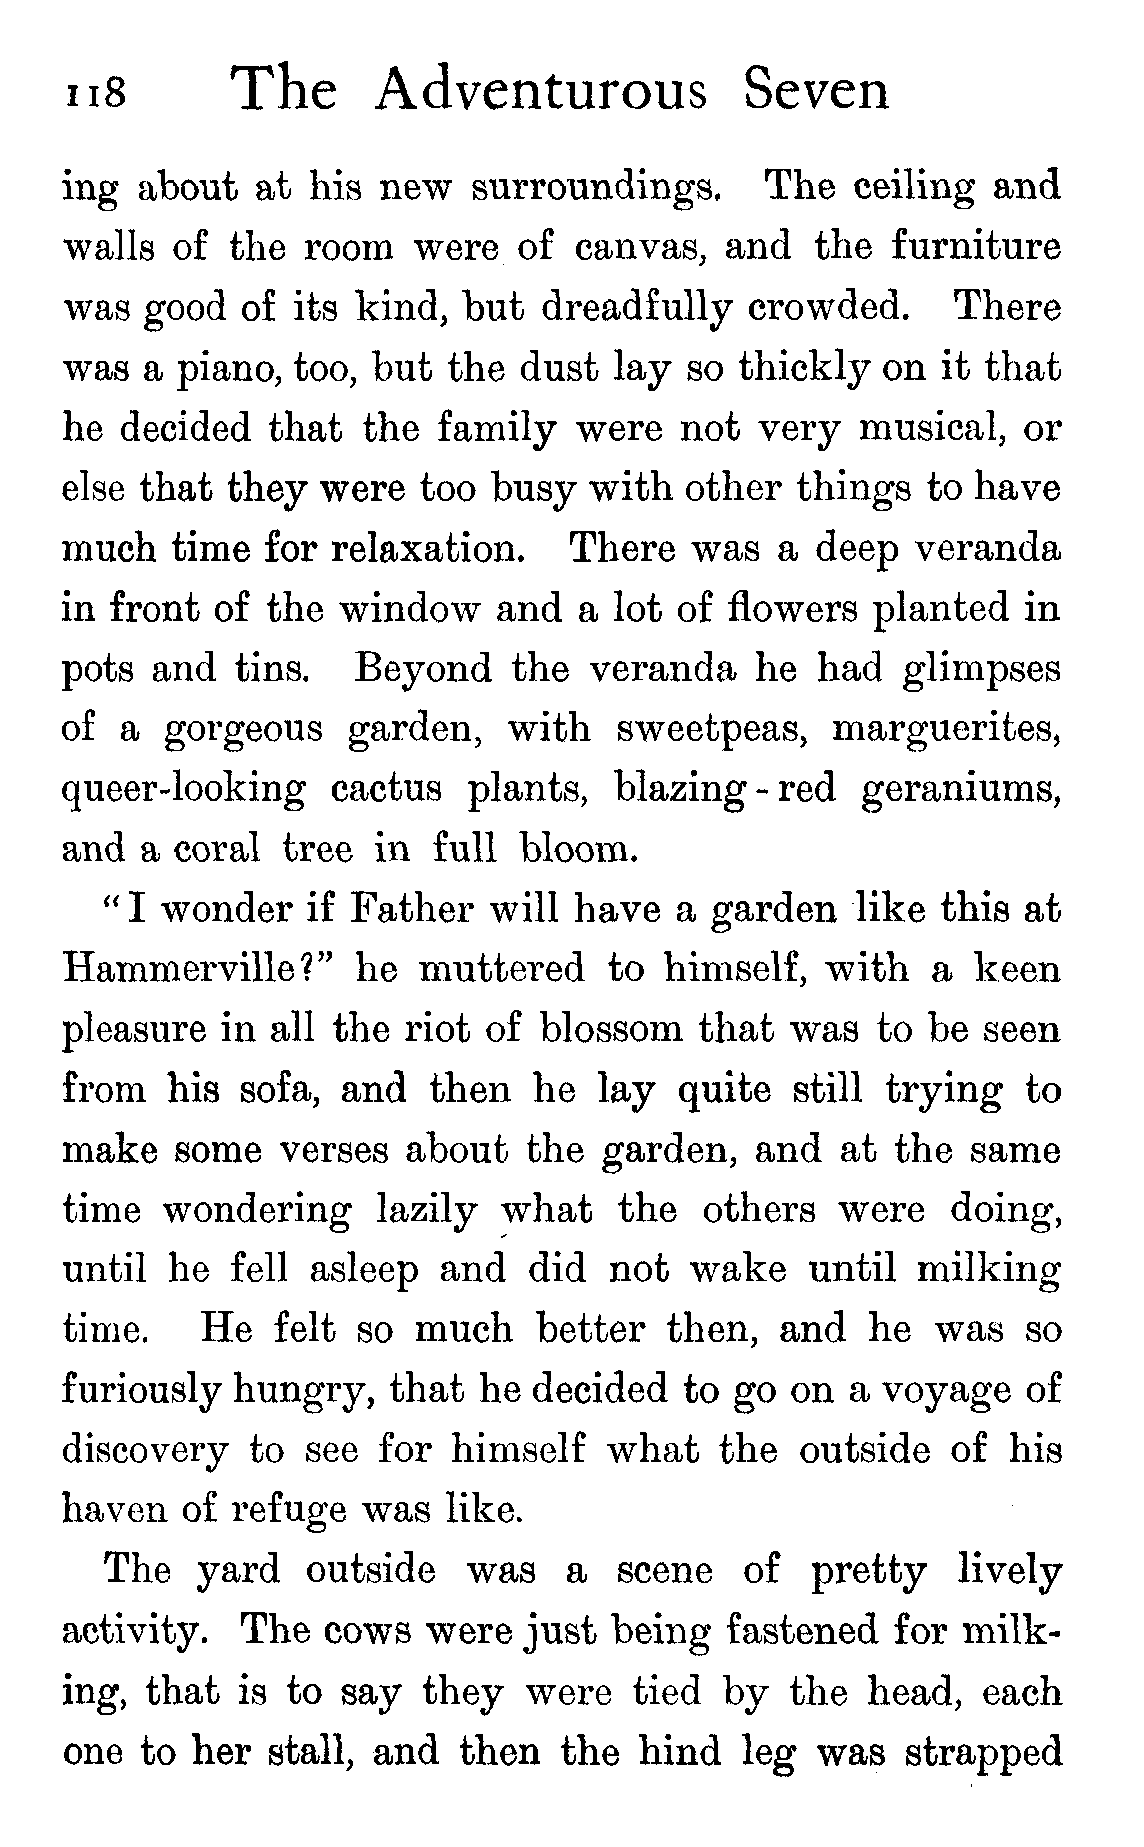 118 The Adventurous Seven
ing about at his new surroundings. The ceiling and
walls of the room were of canvas, and the furniture
was good of its kind, but dreadfully crowded. There
was a piano, too, but the dust lay so thickly on it that
he decided that the family were not very musical, or
else that they were too busy with other things to have
much time for relaxation. There was a deep veranda
in front of the window and a lot of flowers planted in
pots and tins. Beyond the veranda he had glimpses
of a gorgeous garden, with sweetpeas, marguerites,
queer-looking cactus plants, blazing-red geraniums,
and a coral tree in full bloom.
“I wonder if Father will have a garden like this at
Hammerville?” he muttered to himself, with a keen
pleasure in all the riot of blossom that was to be seen
from his sofa, and then he lay quite still trying to
make some verses about the garden, and at the same
time wondering lazily what the others were doing,
until he fell asleep and did not wake until milking
time. He felt so much better then, and he was so
furiously hungry, that he decided to go on a voyage of
discovery to see for himself what the outside of his
haven of refuge was like.
The yard outside was a scene of pretty lively
activity. The cows were just being fastened for milk-
ing, that is to say they were tied by the head, each
one to her stall, and then the hind leg was strapped